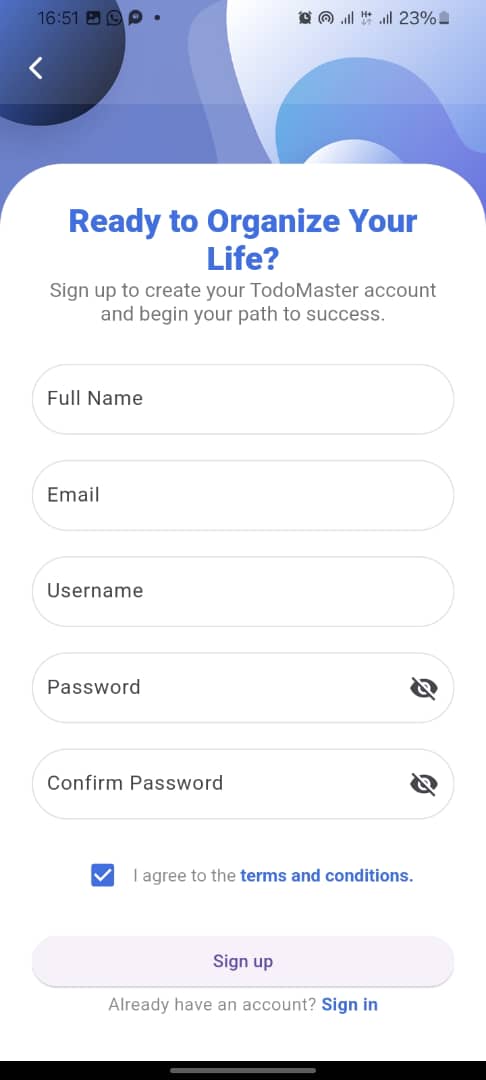 16:51
23%
Ready to Organize Your
Life?
Sign up to create your TodoMaster account
and begin your path to success.
Full Name
Email
Username
Password
Confirm Password
I agree to the terms and conditions.
Sign up
Already have an account? Sign in